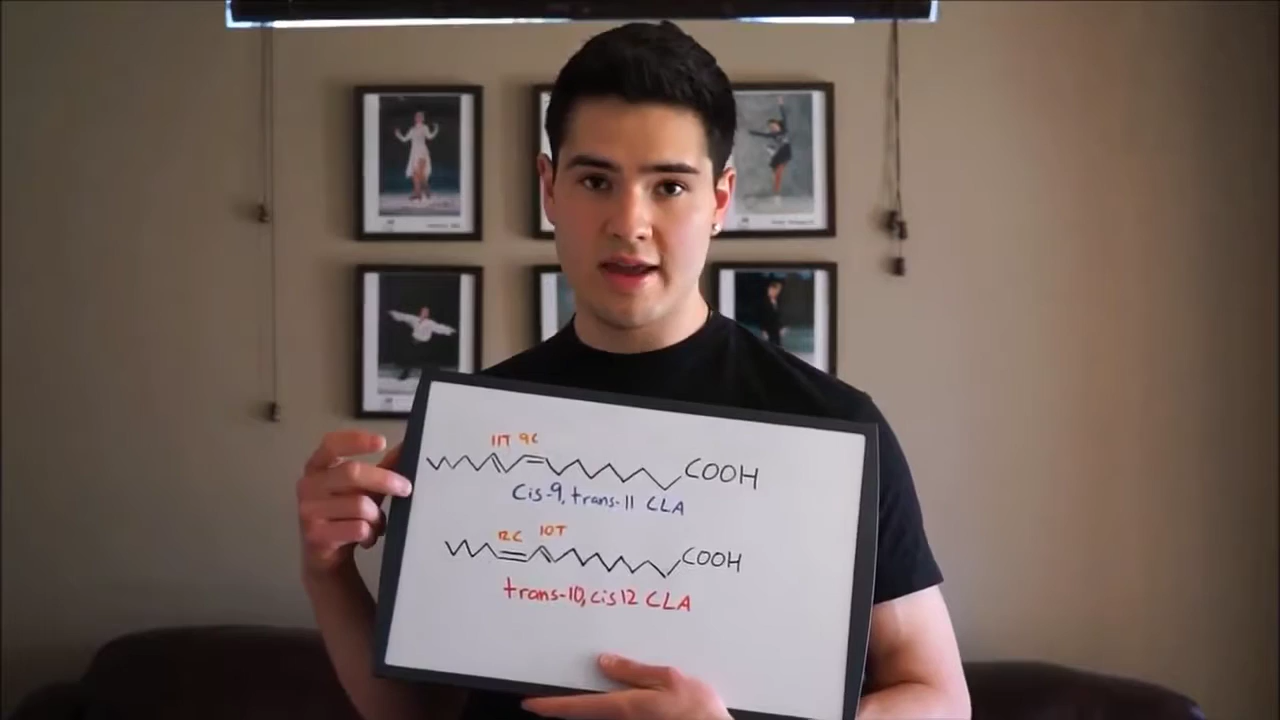 11T 9C
COOH
Cis-9, trans-11 CLA
12C 10T
COOH
trans-10, cis 12 CLA